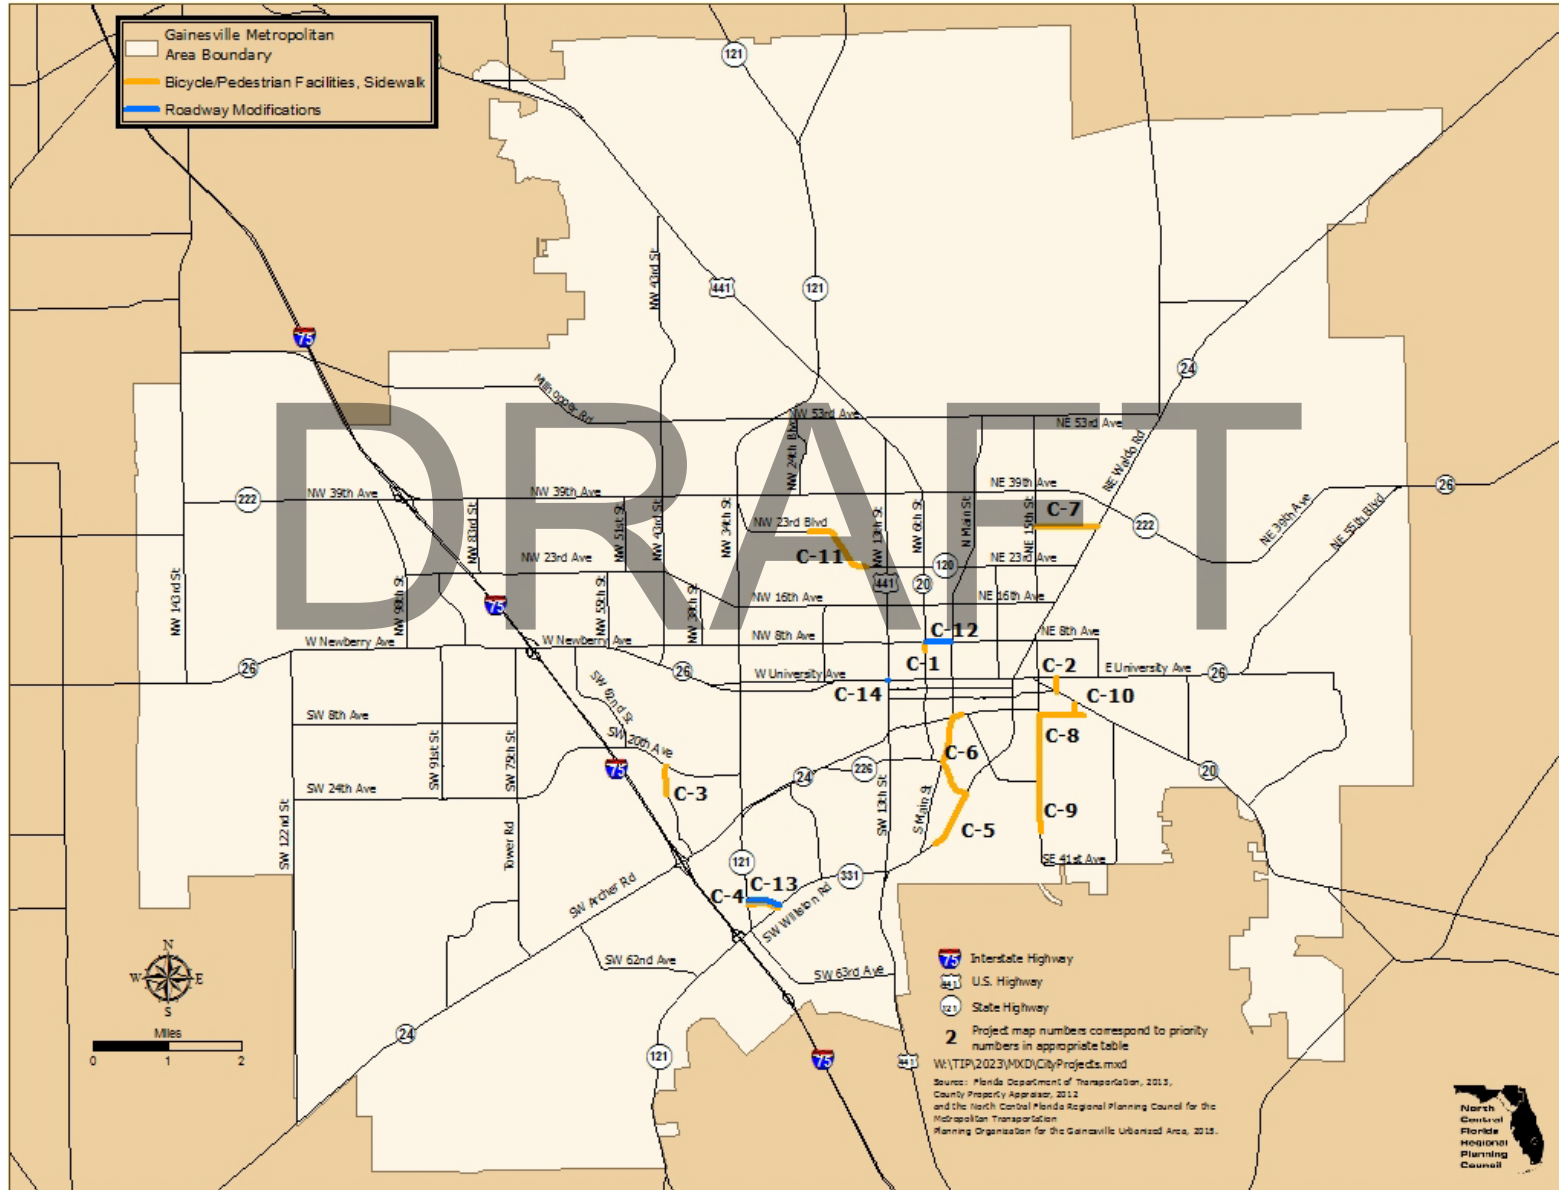 Gainesville Metropolitan
Area Boundary
Bicycle/Pedestrian Facilities, Sidewalk
Roadway Modifications
121
441
121
NW 43rd St
75
24
Millhopper Rd
NW 53rd Ave
NE 53rd Ave
DRAFT
NW 24th Blvd
NE Waldo Rd
222
NW 39th Ave
NW 39th Ave
NE 39th Ave
26
NE 39th Ave
NE 55th Blvd
NW 83rd St
NW 51st St
NW 43rd St
NW 34th St
NW 23rd Blvd
NW 13th St
NW 6th St
N Main St
NE 15th St
C-7
222
C-11
NW 23rd Ave
120
NE 23rd Ave
NW 143rd St
NW 98th St
NW 55th St
NW 38th St
441
20
75
NW 16th Ave
NE 16th Ave
C-12
W Newberry Ave
W Newberry Ave
NW 8th Ave
NE 8th Ave
26
26
C-1
C-2
W University Ave
E University Ave
26
C-14
C-10
SW 62nd St
SW 8th Ave
SW 20th Ave
C-8
C-6
SW 91st St
SW 75th St
75
24
226
20
SW 24th Ave
C-3
SW 13th St
S Main St
C-9
C-5
SW 122nd St
Tower Rd
SE 41st Ave
121
C-13
331
C-4
SW Archer Rd
SW Williston Rd
SW 62nd Ave
SW 63rd Ave
24
121
75
441
N
W
E
S
Miles
0 1 2
75 Interstate Highway
441 U.S. Highway
121 State Highway
2 Project map numbers correspond to priority
numbers in appropriate table
W:\TIP\2023\MXD\CityProjects.mxd
Source: Florida Department of Transportation, 2013,
County Property Appraiser, 2012
and the North Central Florida Regional Planning Council for the
Metropolitan Transportation
Planning Organization for the Gainesville Urbanized Area, 2015.
North
Central
Florida
Regional
Planning
Council